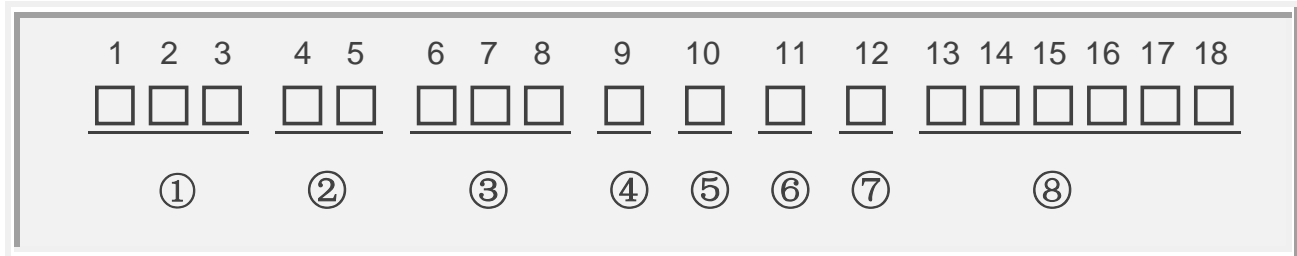 1 2 3 4 5 6 7 8 9 10 11 12 13 14 15 16 17 18
□□□ □□ □□□ □ □ □ □ □□□□□□
① ② ③ ④ ⑤ ⑥ ⑦ ⑧